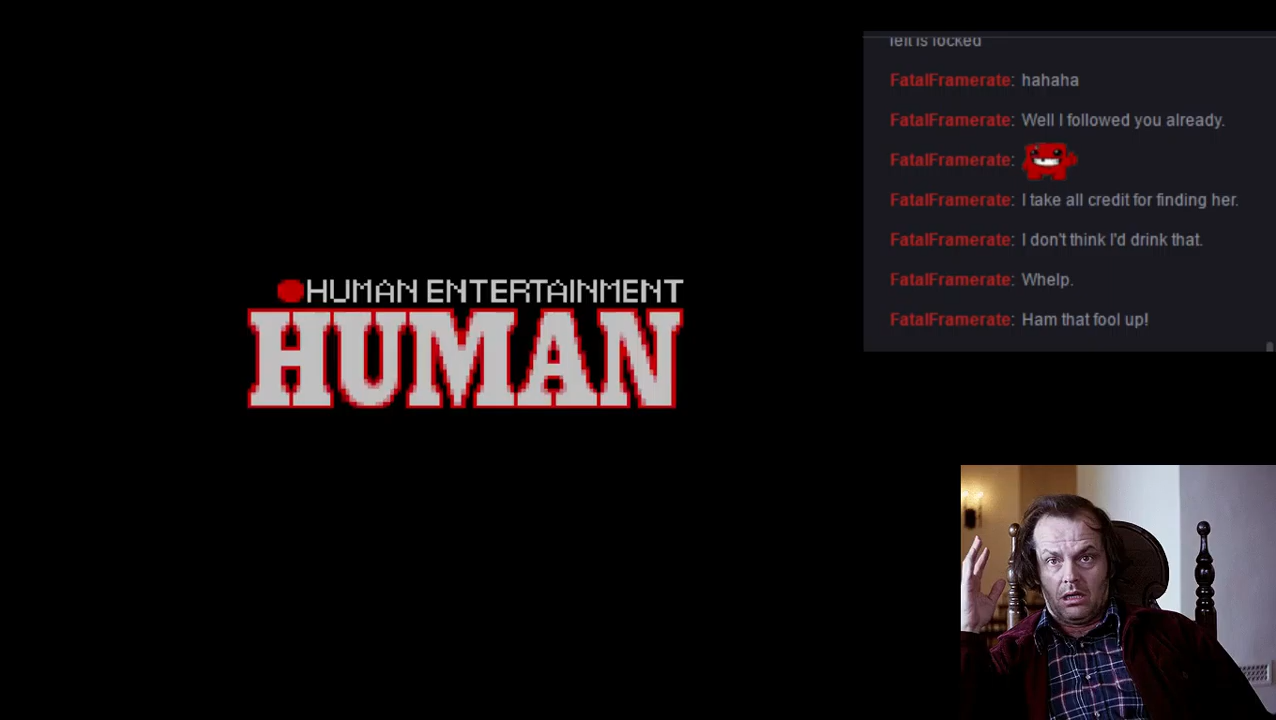 HUMAN ENTERTAINMENT
HUMAN
FatalFramerate: hahaha
FatalFramerate: Well I followed you already.
FatalFramerate:
FatalFramerate: I take all credit for finding her.
FatalFramerate: I don't think I'd drink that.
FatalFramerate: Whelp.
FatalFramerate: Ham that fool up!